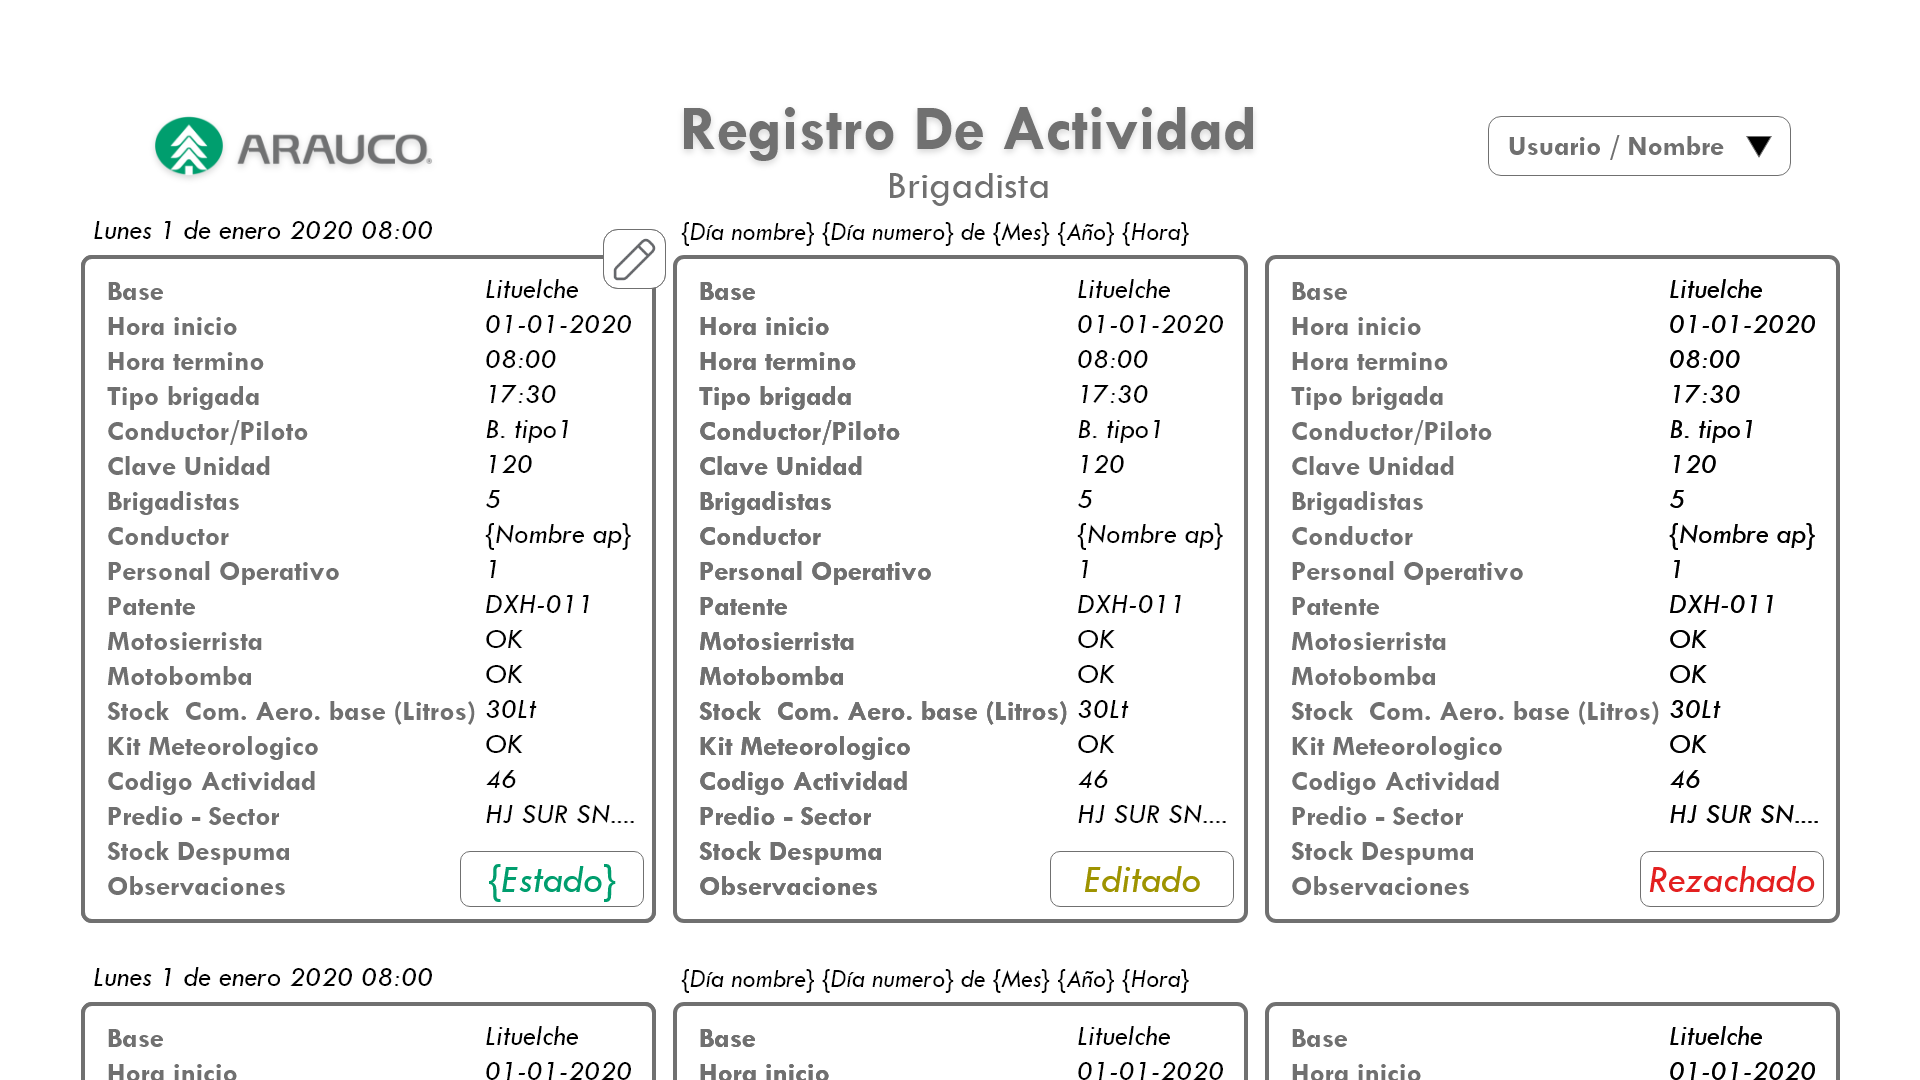 ARAUCO
Registro De Actividad
Brigadista
Usuario / Nombre
Lunes 1 de enero 2020 08:00
Base Lituelche
Hora inicio 01-01-2020
Hora termino 08:00
Tipo brigada 17:30
Conductor/Piloto B. tipo1
Clave Unidad 120
Brigadistas 5
Conductor {Nombre ap}
Personal Operativo 1
Patente DXH-011
Motosierrista OK
Motobomba OK
Stock  Com. Aero. base (Litros) 30Lt
Kit Meteorologico OK
Codigo Actividad 46
Predio - Sector HJ SUR SN....
Stock Despuma
Observaciones
{Estado}
{Día nombre} {Día numero} de {Mes} {Año} {Hora}
Base Lituelche
Hora inicio 01-01-2020
Hora termino 08:00
Tipo brigada 17:30
Conductor/Piloto B. tipo1
Clave Unidad 120
Brigadistas 5
Conductor {Nombre ap}
Personal Operativo 1
Patente DXH-011
Motosierrista OK
Motobomba OK
Stock  Com. Aero. base (Litros) 30Lt
Kit Meteorologico OK
Codigo Actividad 46
Predio - Sector HJ SUR SN....
Stock Despuma
Observaciones
Editado
Base Lituelche
Hora inicio 01-01-2020
Hora termino 08:00
Tipo brigada 17:30
Conductor/Piloto B. tipo1
Clave Unidad 120
Brigadistas 5
Conductor {Nombre ap}
Personal Operativo 1
Patente DXH-011
Motosierrista OK
Motobomba OK
Stock  Com. Aero. base (Litros) 30Lt
Kit Meteorologico OK
Codigo Actividad 46
Predio - Sector HJ SUR SN....
Stock Despuma
Observaciones
Rezachado
Lunes 1 de enero 2020 08:00
Base Lituelche
Hora inicio 01-01-2020
{Día nombre} {Día numero} de {Mes} {Año} {Hora}
Base Lituelche
Hora inicio 01-01-2020
Base Lituelche
Hora inicio 01-01-2020